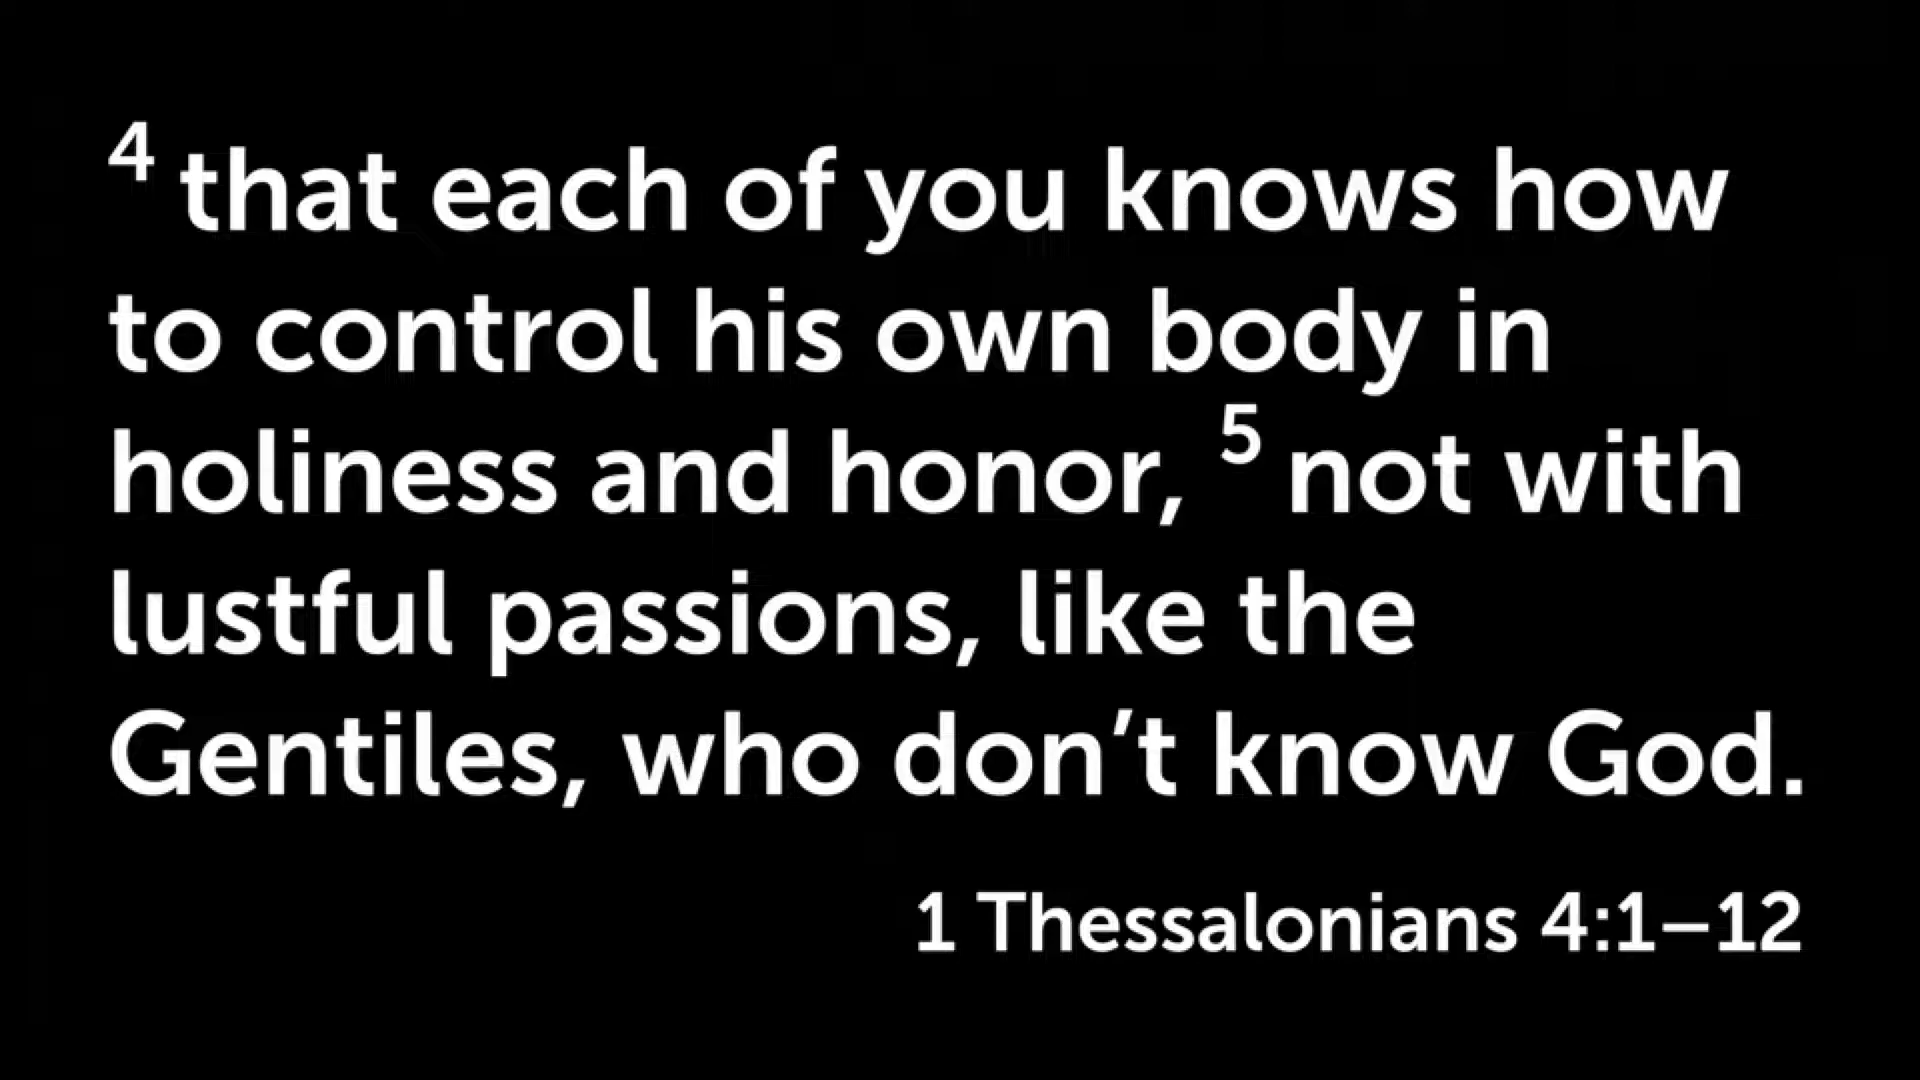 4 that each of you knows how
to control his own body in
holiness and honor, 5 not with
lustful passions, like the
Gentiles, who don’t know God.
1 Thessalonians 4:1–12